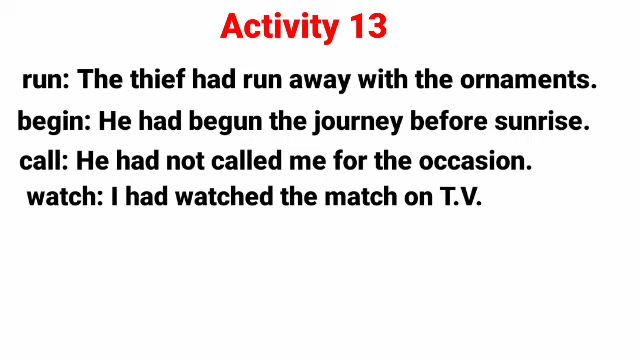 Activity 13
run: The thief had run away with the ornaments.
begin: He had begun the journey before sunrise.
call: He had not called me for the occasion.
watch: I had watched the match on T.V.